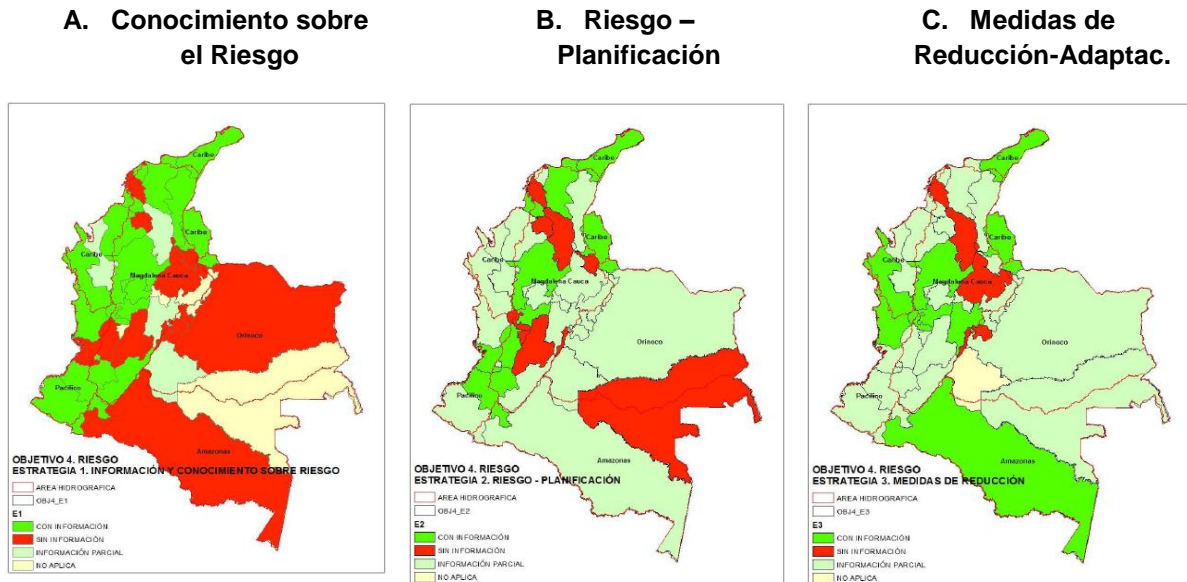 A. Conocimiento sobre
el Riesgo
B. Riesgo –
Planificación
C. Medidas de
Reducción-Adaptac.
Caribe
Caribe
Caribe
Magdalena Cauca
Orinoco
Pacifico
Amazonas
OBJETIVO 4. RIESGO
ESTRATEGIA 1. INFORMACIÓN Y CONOCIMIENTO SOBRE RIESGO
AREA HIDROGRAFICA
OBJ4_E1
E1
CON INFORMACIÓN
SIN INFORMACIÓN
INFORMACIÓN PARCIAL
NO APLICA
Caribe
Caribe
Caribe
Magdalena Cauca
Orinoco
Pacifico
Amazonas
OBJETIVO 4. RIESGO
ESTRATEGIA 2. RIESGO - PLANIFICACIÓN
AREA HIDROGRAFICA
OBJ4_E2
E2
CON INFORMACIÓN
SIN INFORMACIÓN
INFORMACIÓN PARCIAL
NO APLICA
Caribe
Caribe
Caribe
Magdalena Cauca
Orinoco
Pacifico
Amazonas
OBJETIVO 4. RIESGO
ESTRATEGIA 3. MEDIDAS DE REDUCCIÓN
AREA HIDROGRAFICA
OBJ4_E3
E3
CON INFORMACIÓN
SIN INFORMACIÓN
INFORMACIÓN PARCIAL
NO APLICA